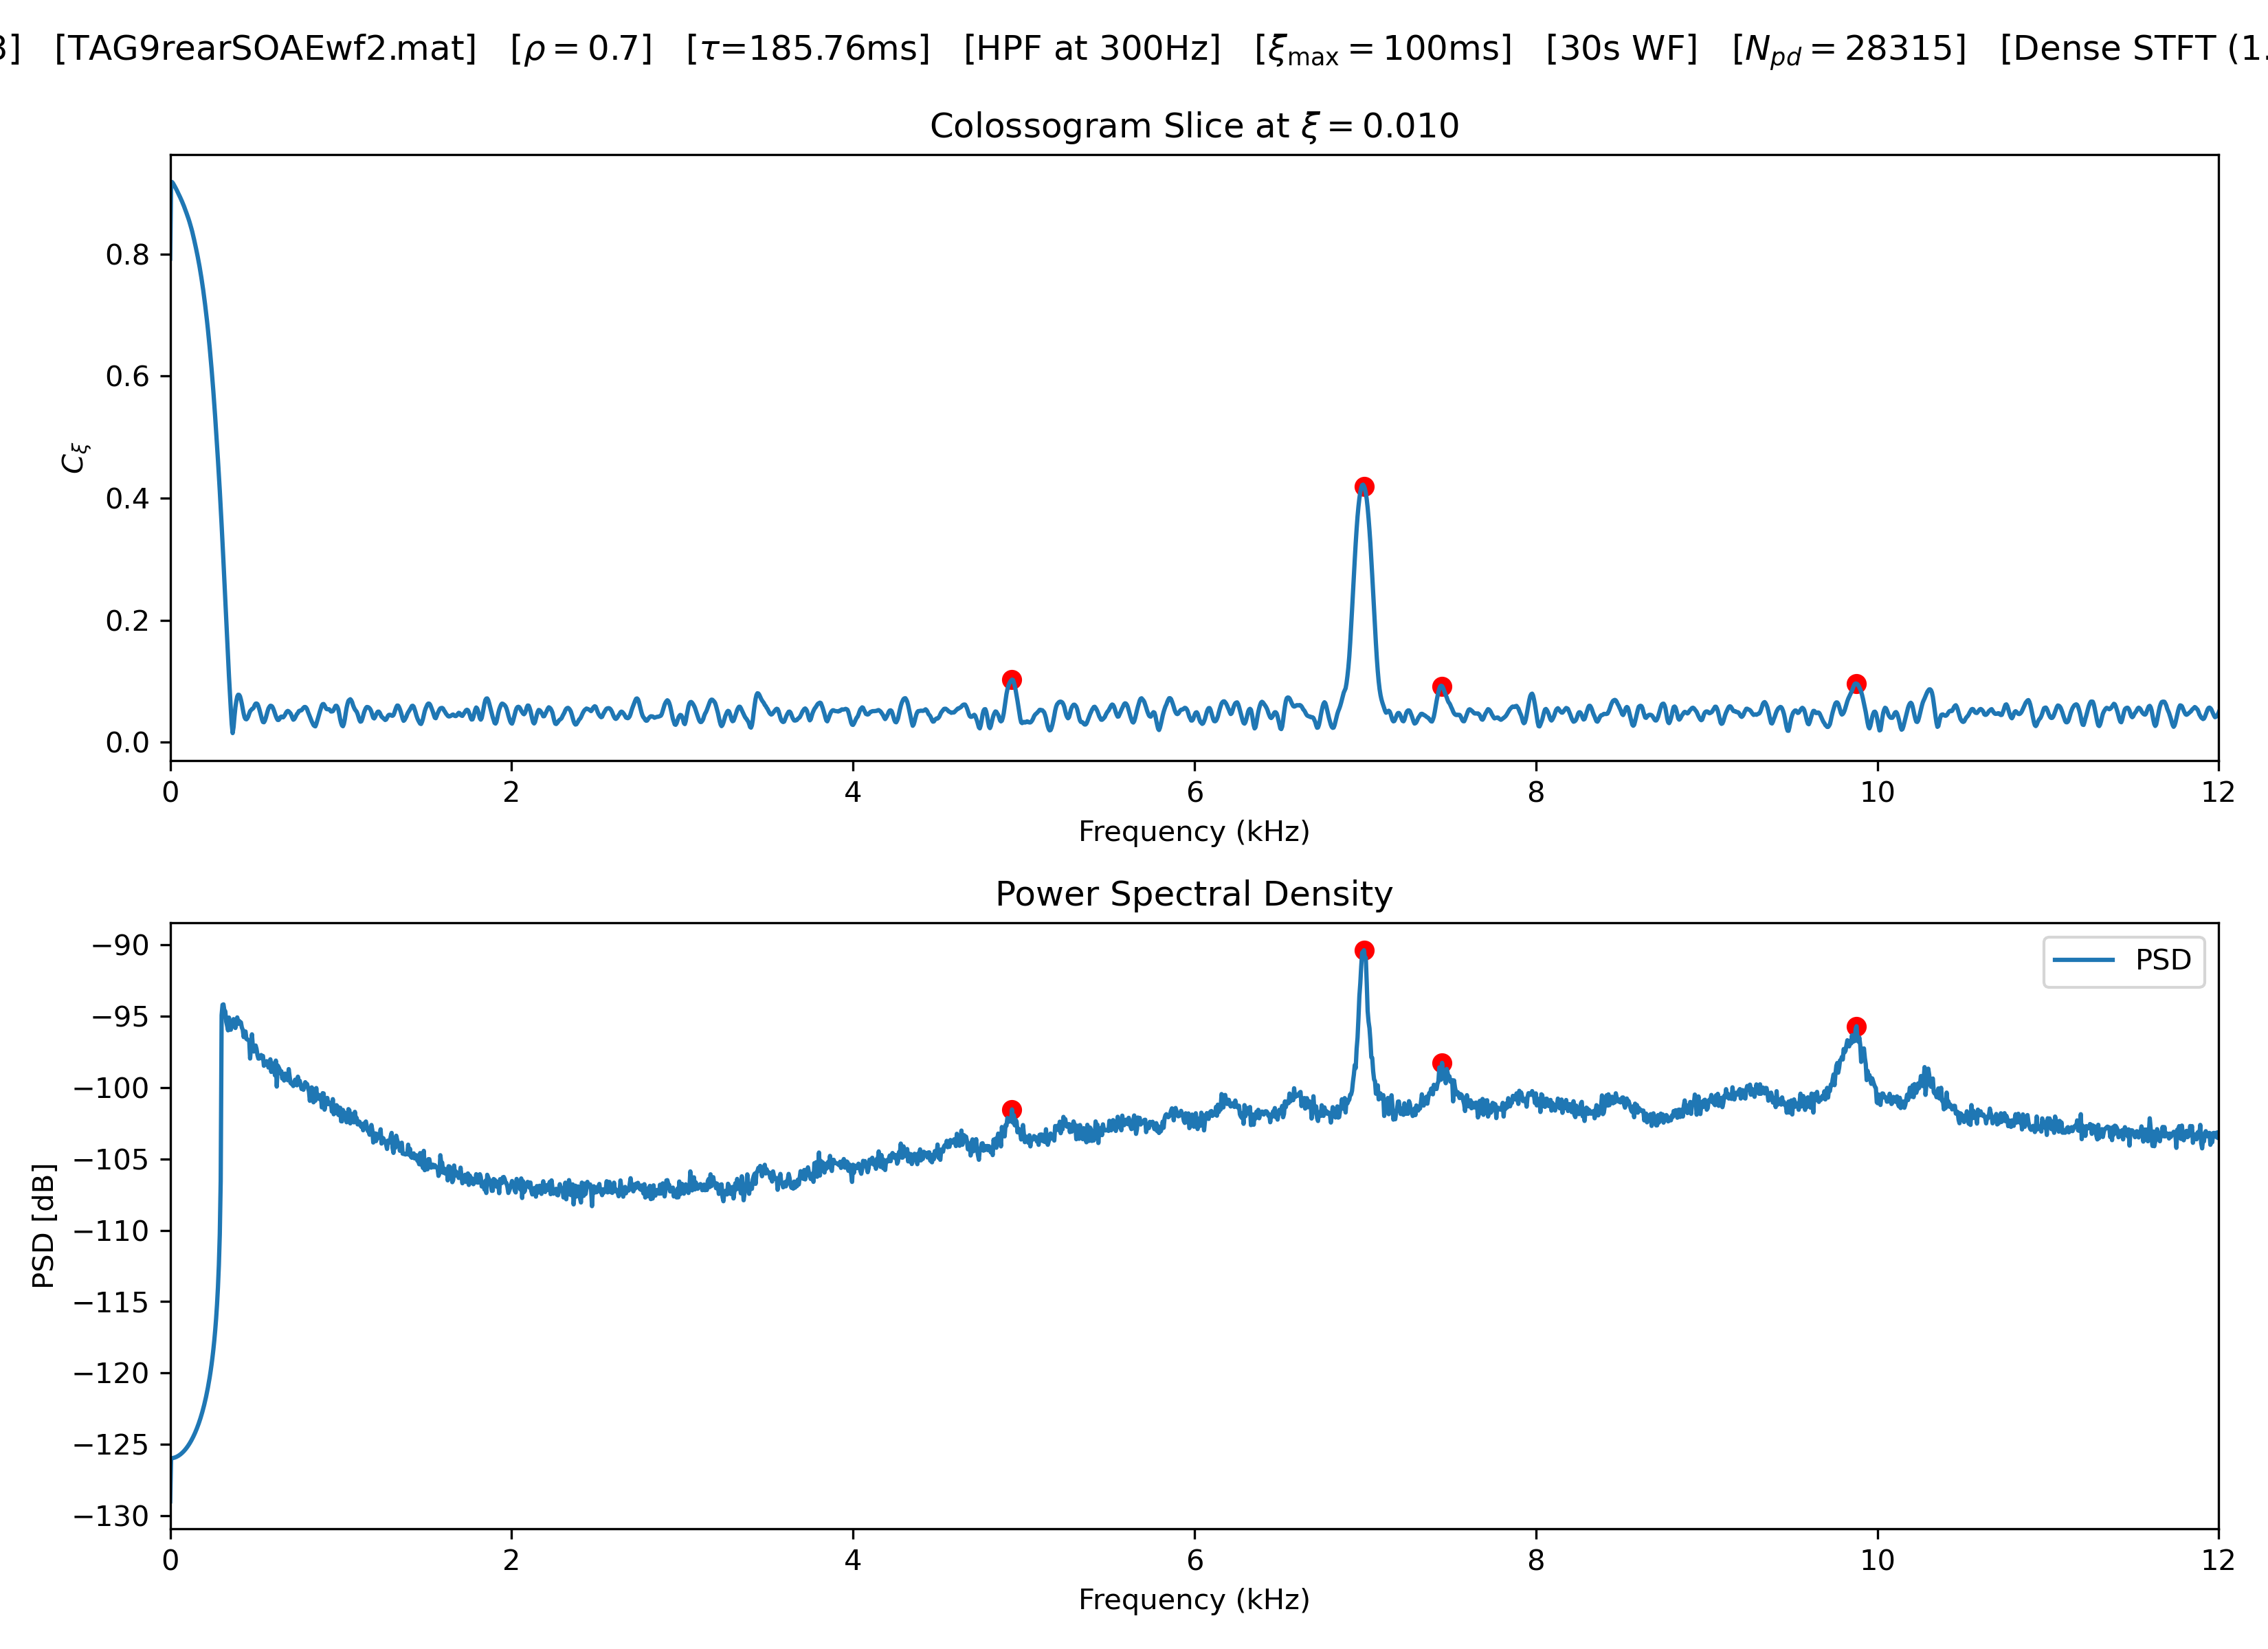 ] [TAG9rearSOAEwf2.mat] [ρ = 0.7] [τ=185.76ms] [HPF at 300Hz] [ξmax = 100ms] [30s WF] [Npd = 28315] [Dense STFT (1.
Colossogram Slice at ξ = 0.010
Cξ
0.8
0.6
0.4
0.2
0.0
0 2 4 6 8 10 12
Frequency (kHz)
Power Spectral Density
PSD [dB]
−90
−95
−100
−105
−110
−115
−120
−125
−130
PSD
0 2 4 6 8 10 12
Frequency (kHz)